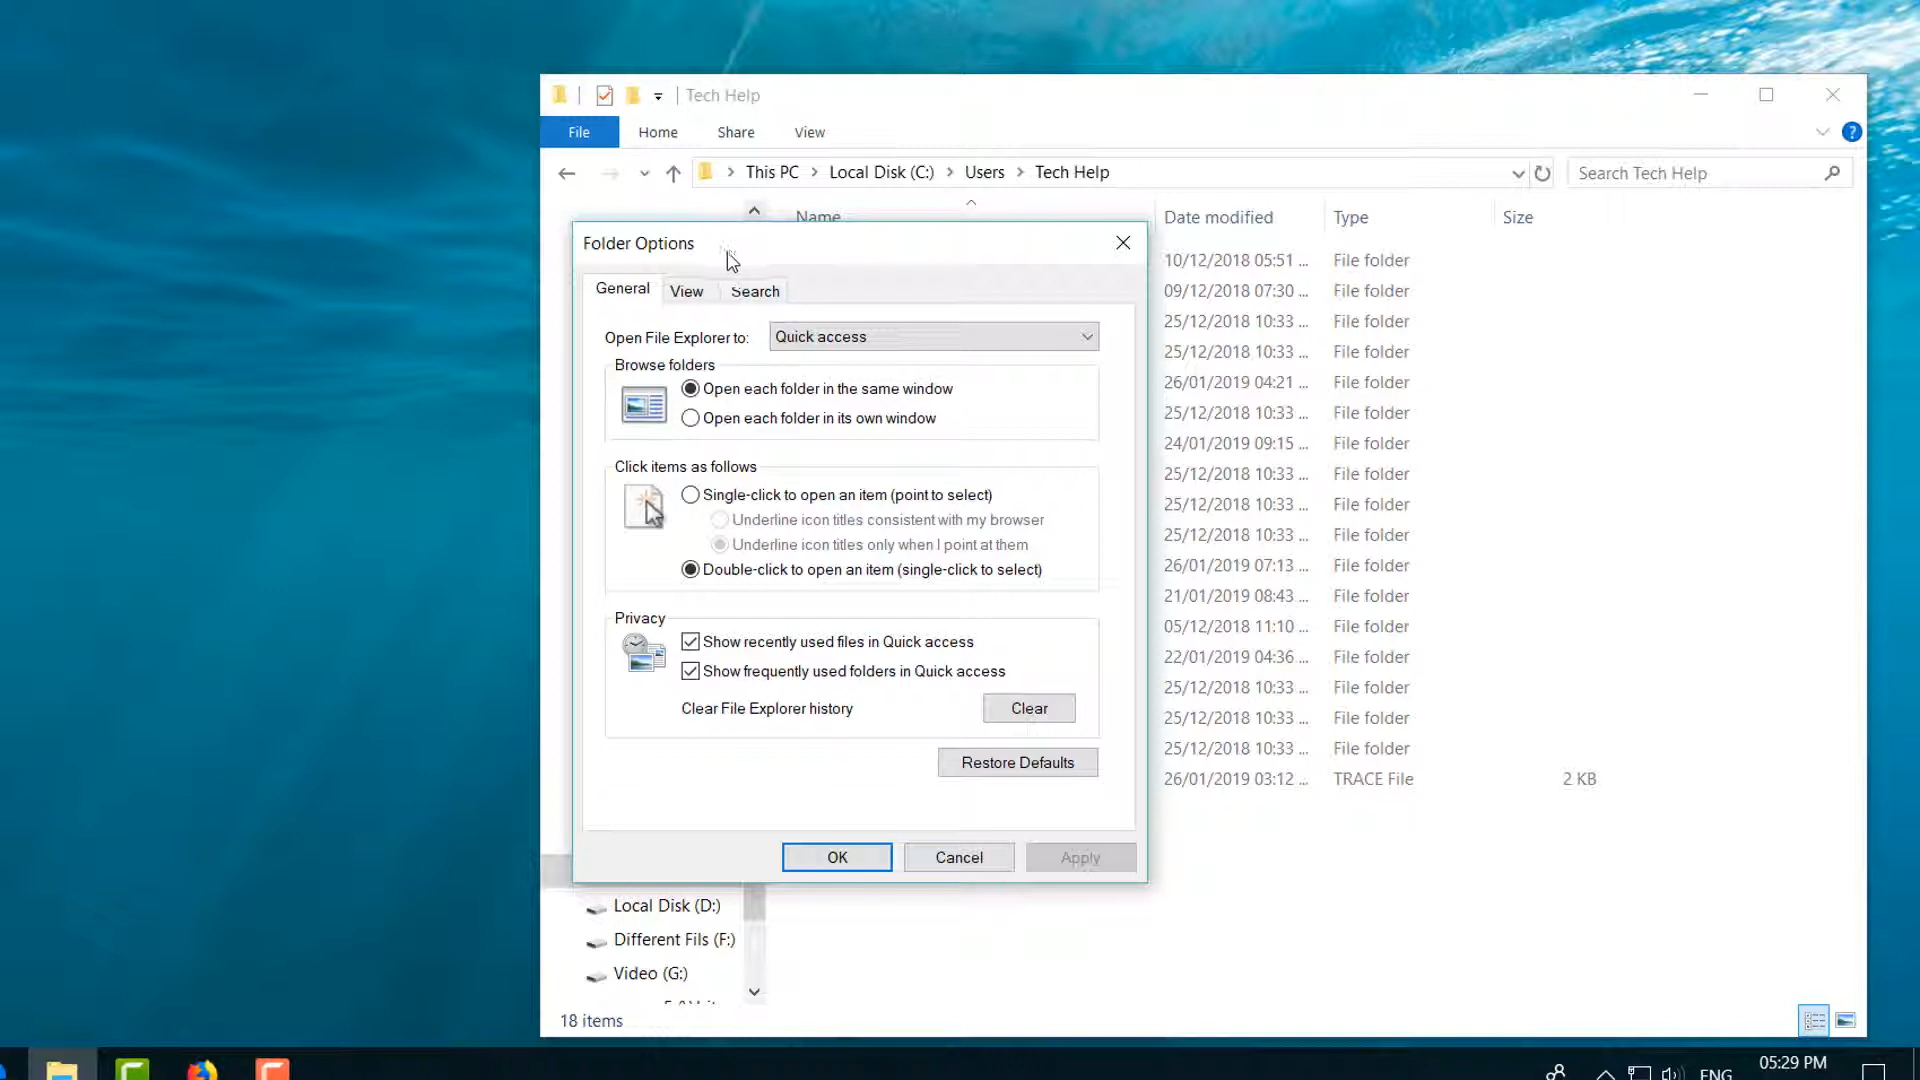 Tech Help
File Home Share View
This PC Local Disk (C:) Users Tech Help
Search Tech Help
Name Date modified Type Size
Folder Options
General View Search
Open File Explorer to: Quick access
Browse folders
Open each folder in the same window
Open each folder in its own window
Click items as follows
Single-click to open an item (point to select)
Underline icon titles consistent with my browser
Underline icon titles only when I point at them
Double-click to open an item (single-click to select)
Privacy
Show recently used files in Quick access
Show frequently used folders in Quick access
Clear File Explorer history Clear
Restore Defaults
OK Cancel Apply
10/12/2018 05:51 ... File folder
09/12/2018 07:30 ... File folder
25/12/2018 10:33 ... File folder
25/12/2018 10:33 ... File folder
26/01/2019 04:21 ... File folder
25/12/2018 10:33 ... File folder
24/01/2019 09:15 ... File folder
25/12/2018 10:33 ... File folder
25/12/2018 10:33 ... File folder
25/12/2018 10:33 ... File folder
26/01/2019 07:13 ... File folder
21/01/2019 08:43 ... File folder
05/12/2018 11:10 ... File folder
22/01/2019 04:36 ... File folder
25/12/2018 10:33 ... File folder
25/12/2018 10:33 ... File folder
25/12/2018 10:33 ... File folder
26/01/2019 03:12 ... TRACE File 2 KB
Local Disk (D:)
Different Fils (F:)
Video (G:)
18 items
ENG
05:29 PM